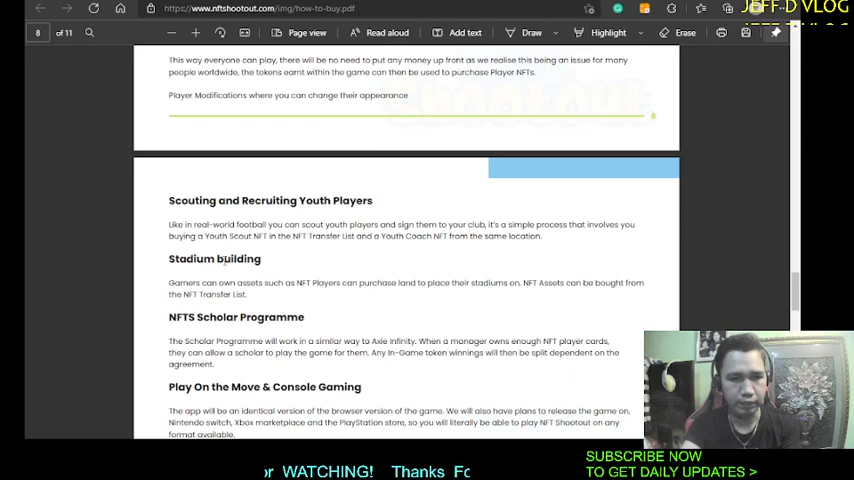 JEFF-D VLOG
https://www.nftshootout.com/img/how-to-buy.pdf
8 of 11
Page view
Read aloud
Add text
Draw
Highlight
Erase
This way everyone can play, there will be no need to put any money up front as we realise this being an issue for many
people worldwide, the tokens earnt within the game can then be used to purchase Player NFTs.
Player Modifications where you can change their appearance
8
Scouting and Recruiting Youth Players
Like in real-world football you can scout youth players and sign them to your club, it's a simple process that involves you
buying a Youth Scout NFT in the NFT Transfer List and a Youth Coach NFT from the same location.
Stadium building
Gamers can own assets such as NFT Players can purchase land to place their stadiums on. NFT Assets can be bought from
the NFT Transfer List.
NFTS Scholar Programme
The Scholar Programme will work in a similar way to Axie Infinity. When a manager owns enough NFT player cards,
they can allow a scholar to play the game for them. Any In-Game token winnings will then be split dependent on the
agreement.
Play On the Move & Console Gaming
The app will be an identical version of the browser version of the game. We will also have plans to release the game on,
Nintendo switch, Xbox marketplace and the PlayStation store, so you will literally be able to play NFT Shootout on any
format available.
SUBSCRIBE NOW
TO GET DAILY UPDATES >
or WATCHING! Thanks Fo